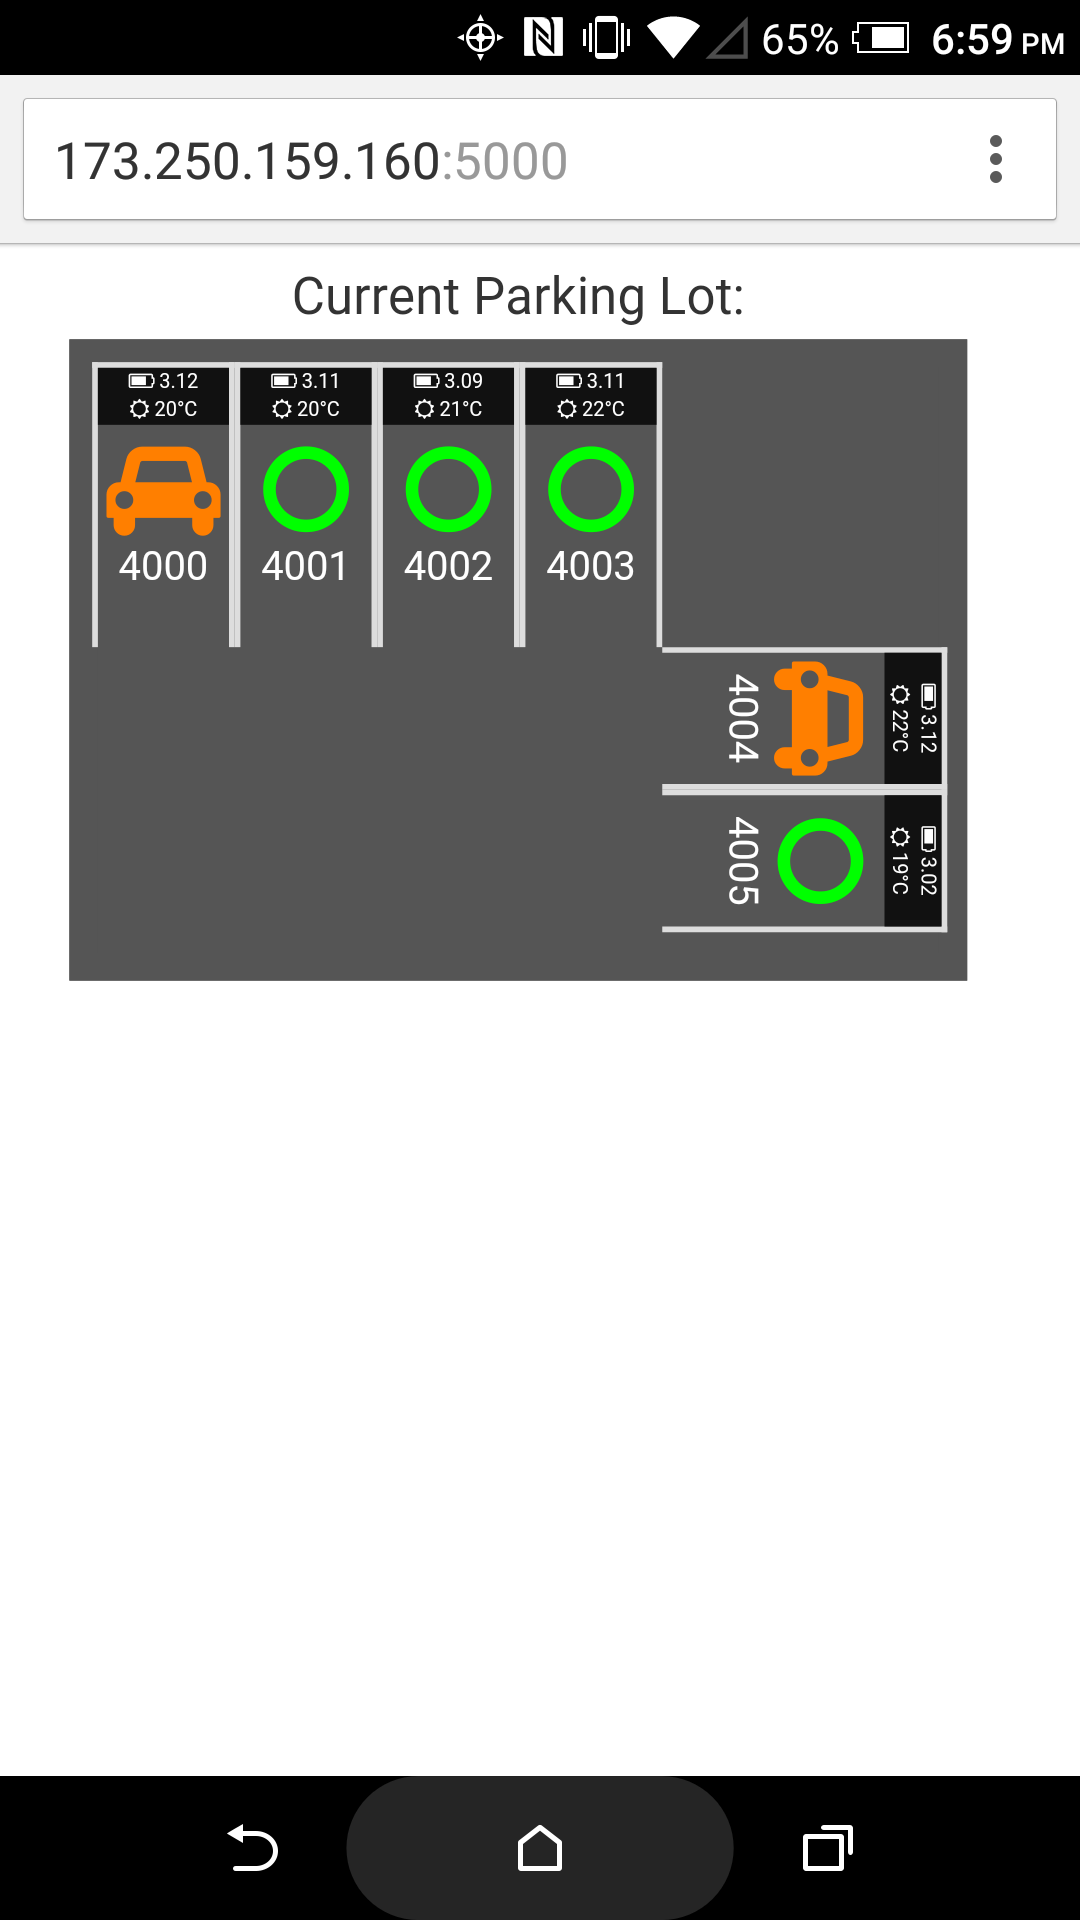 65% 6:59 PM
173.250.159.160:5000
Current Parking Lot:
3.12
20°C
4000
3.11
20°C
4001
3.09
21°C
4002
3.11
22°C
4003
3.12
22°C
4004
3.02
19°C
4005